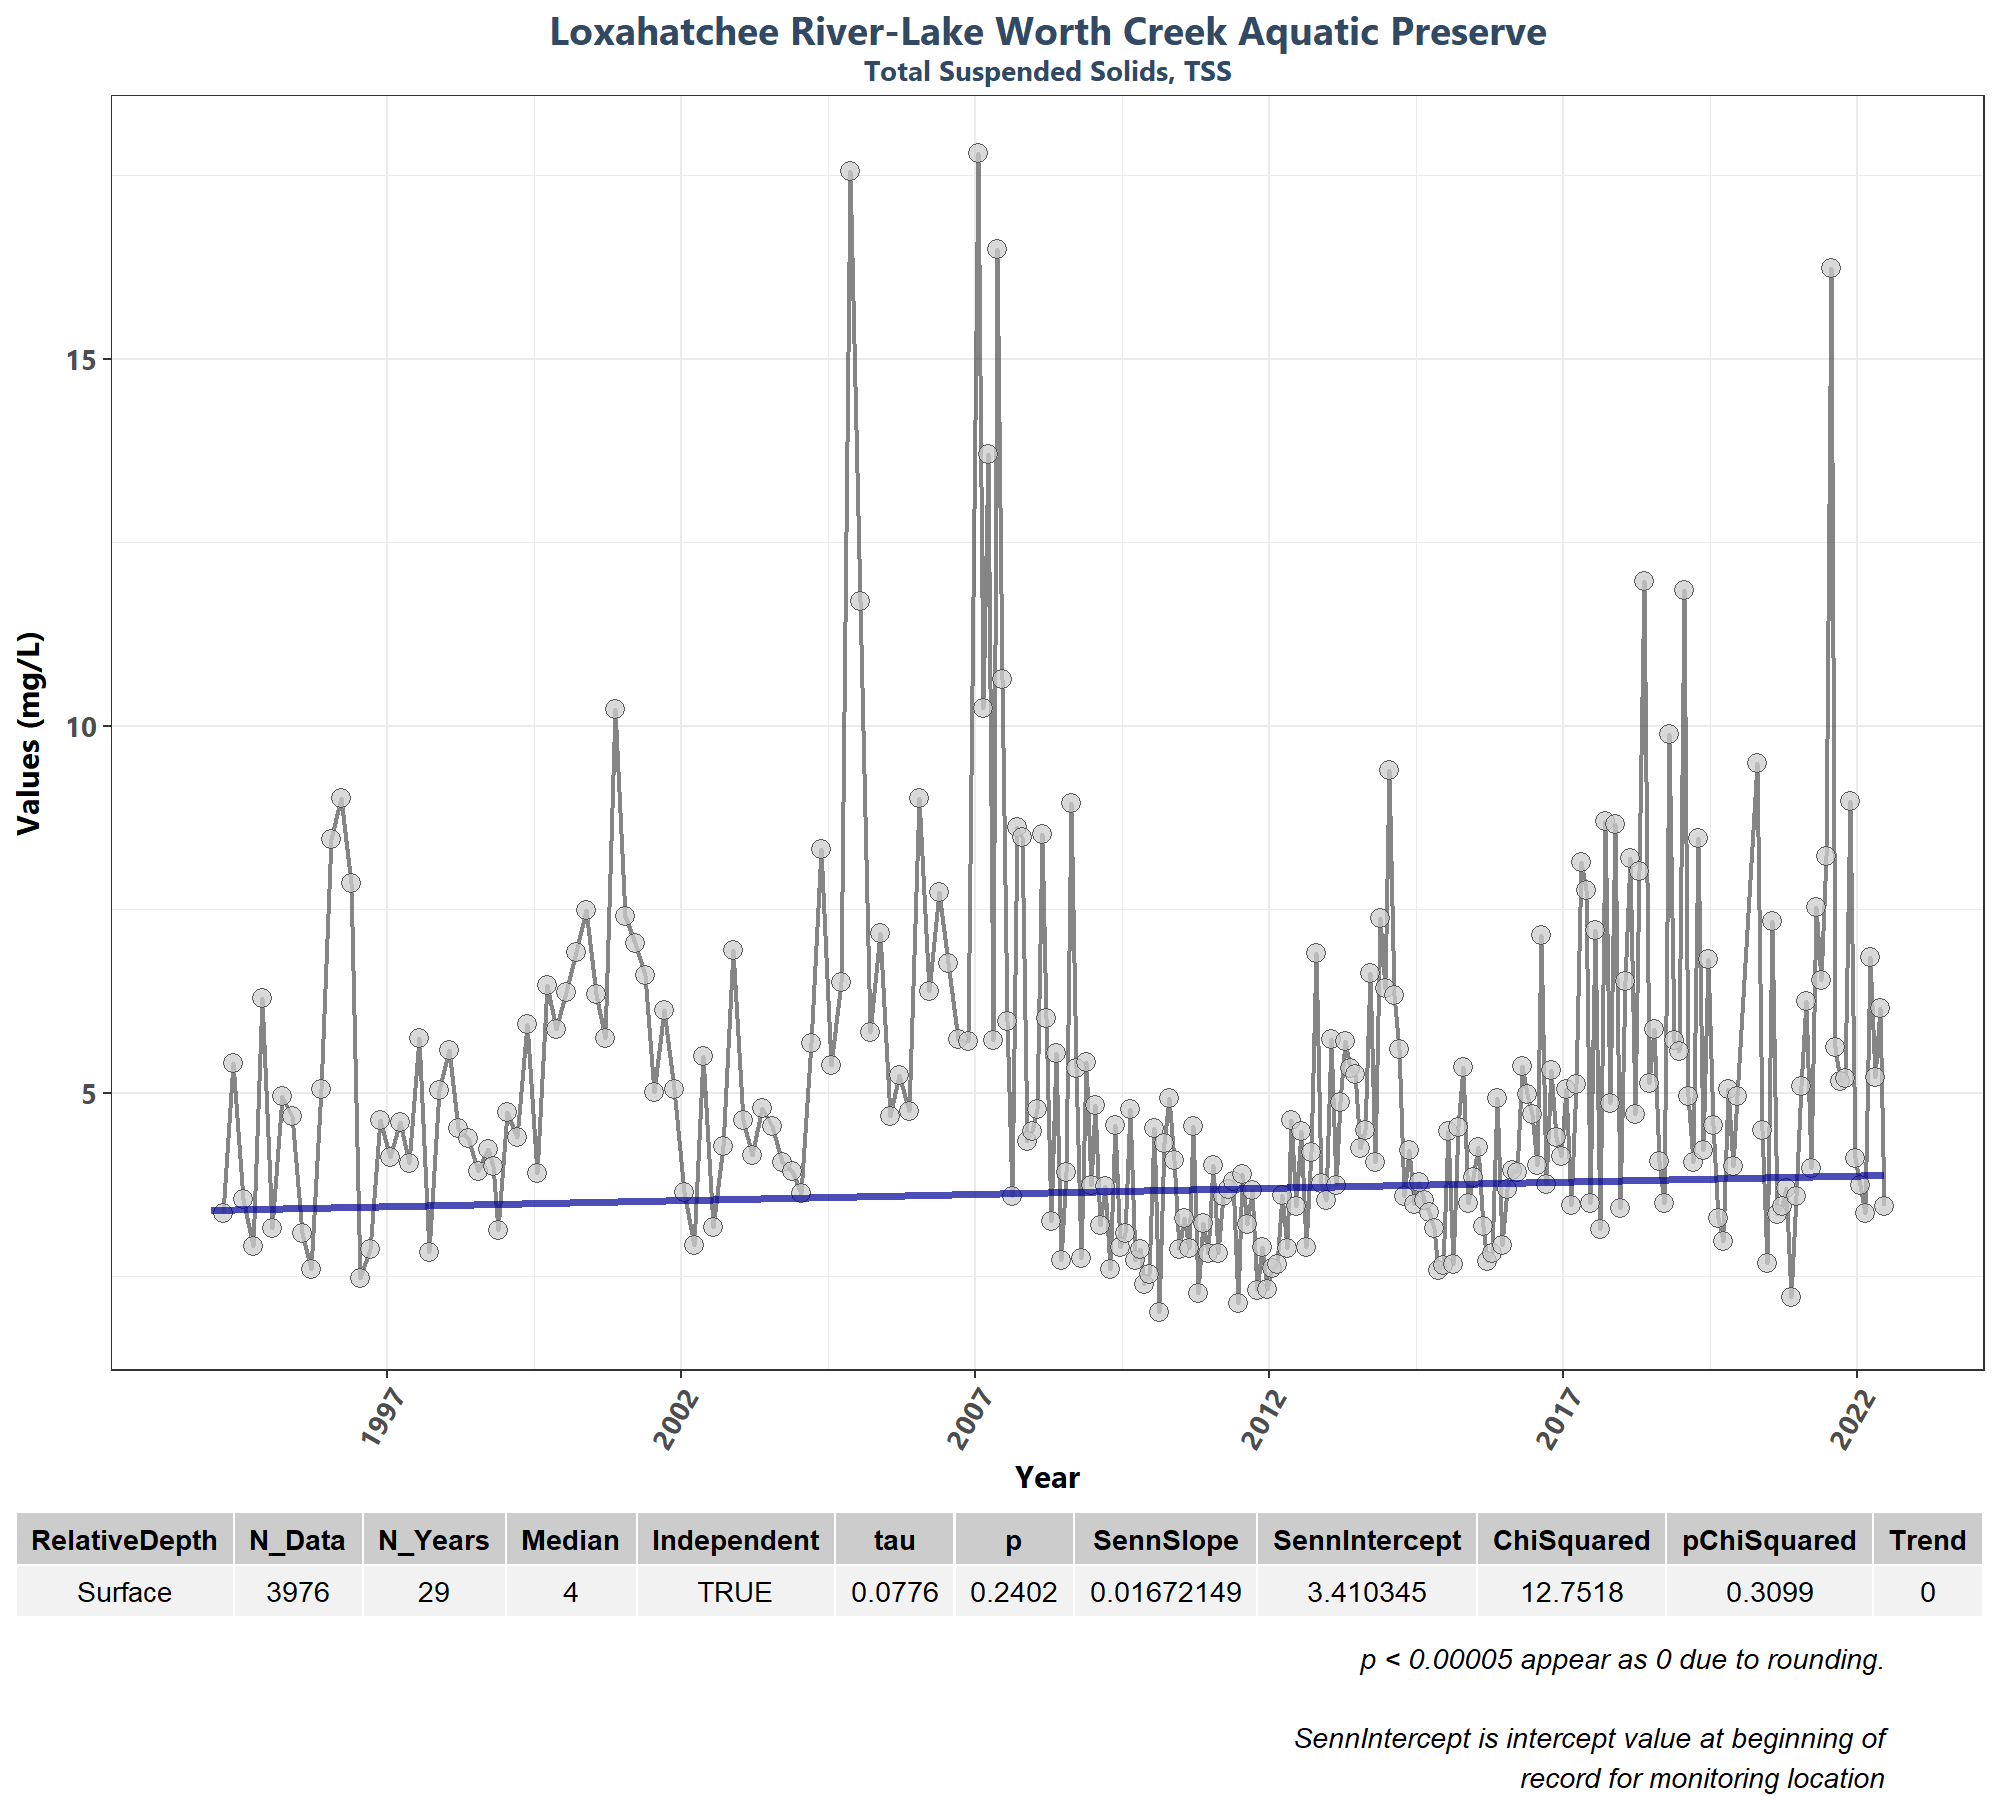 Loxahatchee River-Lake Worth Creek Aquatic Preserve
Total Suspended Solids, TSS
Values (mg/L)
15
10
5
1997 2002 2007 2012 2017 2022
Year
RelativeDepth N_Data N_Years Median Independent tau p SennSlope SennIntercept ChiSquared pChiSquared Trend
Surface 3976 29 4 TRUE 0.0776 0.2402 0.01672149 3.410345 12.7518 0.3099 0
p < 0.00005 appear as 0 due to rounding.
SennIntercept is intercept value at beginning of
record for monitoring location